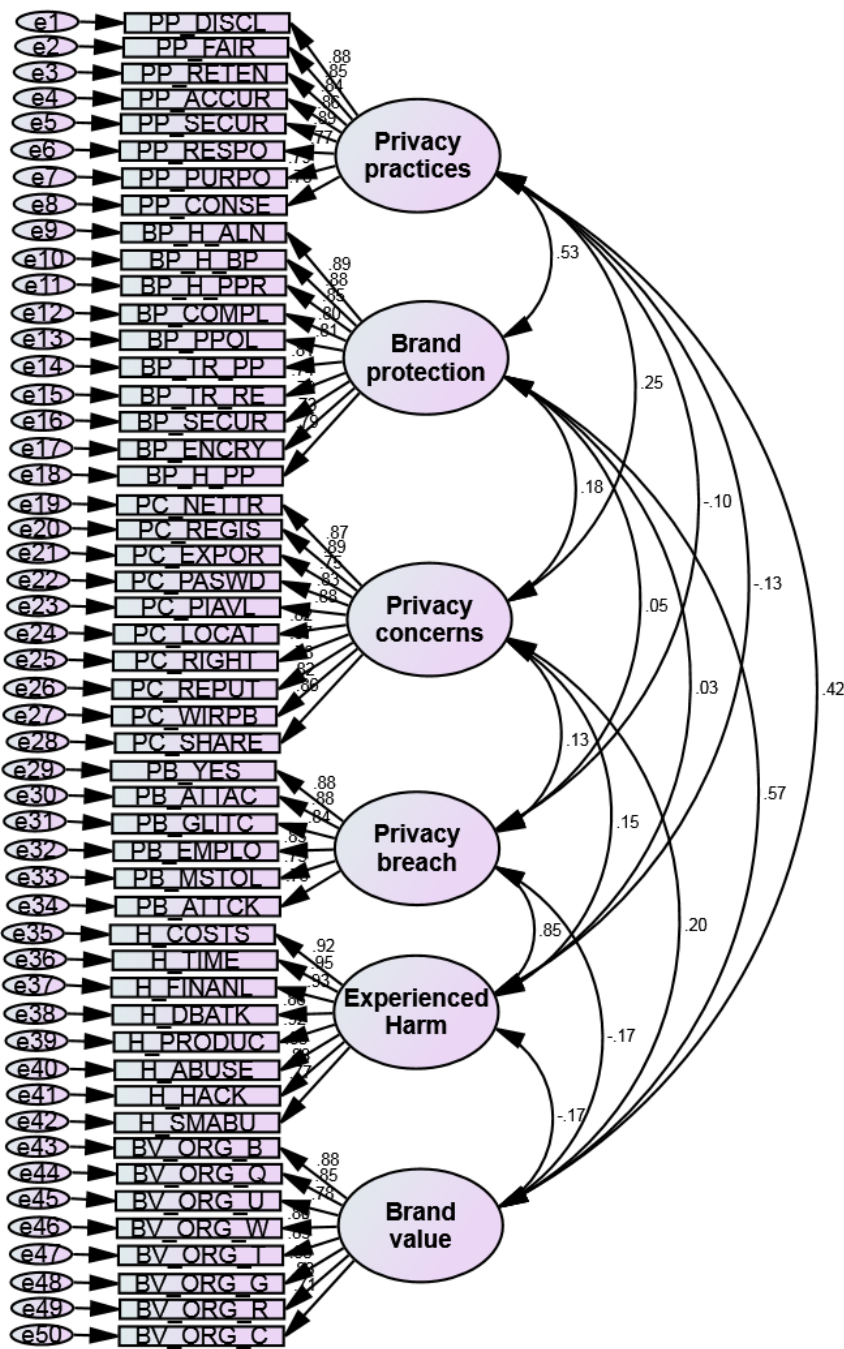 e1 PP_DISCL
e2 PP_FAIR
e3 PP_RETEN
e4 PP_ACCUR
e5 PP_SECUR
e6 PP_RESPO
e7 PP_PURPO
e8 PP_CONSE
.88
.85
.84
.86
.89
.77
Privacy
practices
e9 BP_H_ALN
e10 BP_H_BP
e11 BP_H_PPR
e12 BP_COMPL
e13 BP_PPOL
e14 BP_TR_PP
e15 BP_TR_RE
e16 BP_SECUR
e17 BP_ENCRY
e18 BP_H_PP
.89
.88
.85
.80
.81
.73
.79
Brand
protection
e19 PC_NETTR
e20 PC_REGIS
e21 PC_EXPOR
e22 PC_PASWD
e23 PC_PIAVL
e24 PC_LOCAT
e25 PC_RIGHT
e26 PC_REPUT
e27 PC_WIRPB
e28 PC_SHARE
.87
.89
.75
.83
.88
.82
.86
Privacy
concerns
e29 PB_YES
e30 PB_ATTAC
e31 PB_GLITC
e32 PB_EMPLO
e33 PB_MSTOL
e34 PB_ATTCK
.88
.88
.84
Privacy
breach
e35 H_COSTS
e36 H_TIME
e37 H_FINANL
e38 H_DBATK
e39 H_PRODUC
e40 H_ABUSE
e41 H_HACK
e42 H_SMABU
.92
.95
.93
Experienced
Harm
e43 BV_ORG_B
e44 BV_ORG_Q
e45 BV_ORG_U
e46 BV_ORG_W
e47 BV_ORG_T
e48 BV_ORG_G
e49 BV_ORG_R
e50 BV_ORG_C
.88
.85
.78
Brand
value
.53
.25
.18
-.10
-.13
.05
.03
.42
.13
.57
.15
.20
.85
-.17
-.17